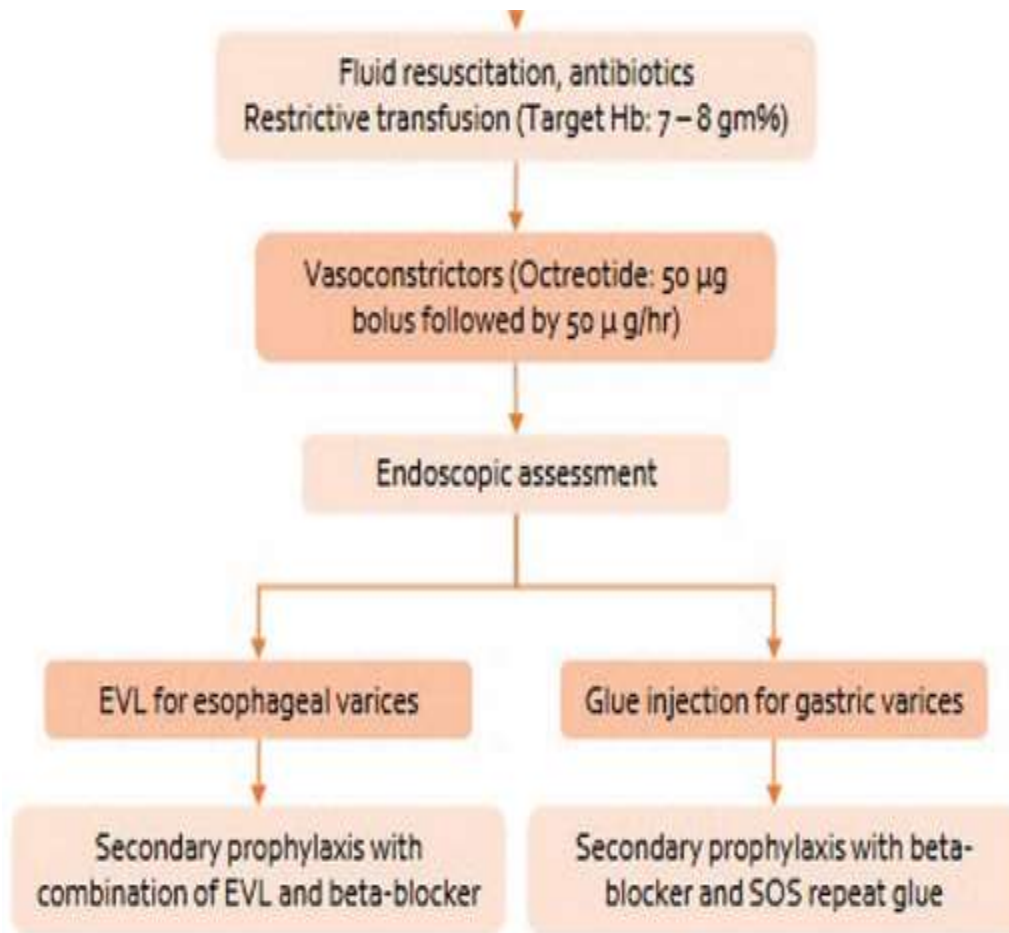 Fluid resuscitation, antibiotics
Restrictive transfusion (Target Hb: 7 – 8 gm%)
Vasoconstrictors (Octreotide: 50 µg
bolus followed by 50 µ g/hr)
Endoscopic assessment
EVL for esophageal varices
Glue injection for gastric varices
Secondary prophylaxis with
combination of EVL and beta-blocker
Secondary prophylaxis with beta-
blocker and SOS repeat glue